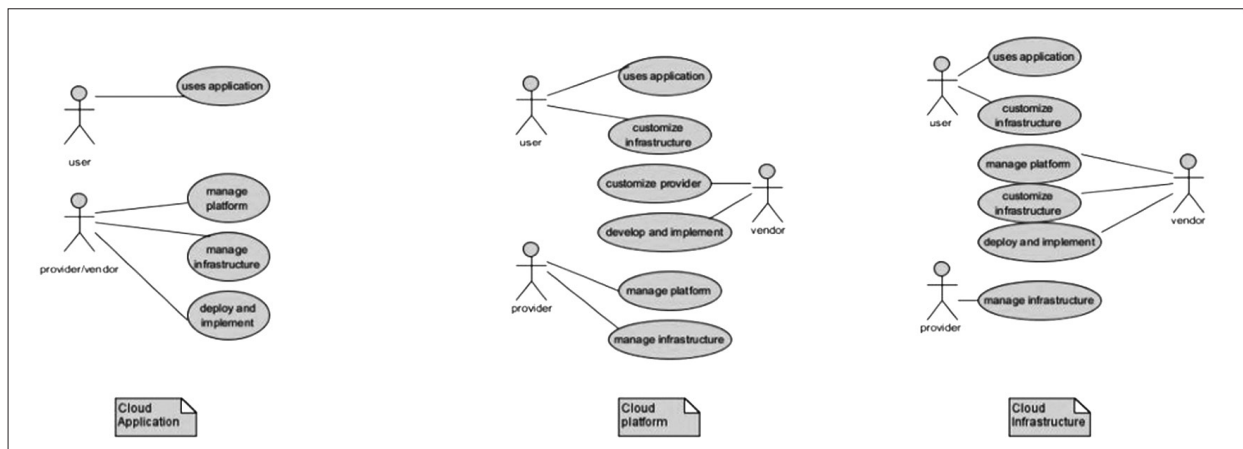 uses application
user
manage
platform
provider/vendor
manage
infrastructure
deploy and
implement
Cloud
Application
uses application
user
customize
infrastructure
customize provider
vendor
develop and implement
provider
manage platform
manage infrastructure
Cloud
platform
uses application
user
customize
infrastructure
manage platform
customize
infrastructure
vendor
deploy and implement
provider
manage infrastructure
Cloud
Infrastructure